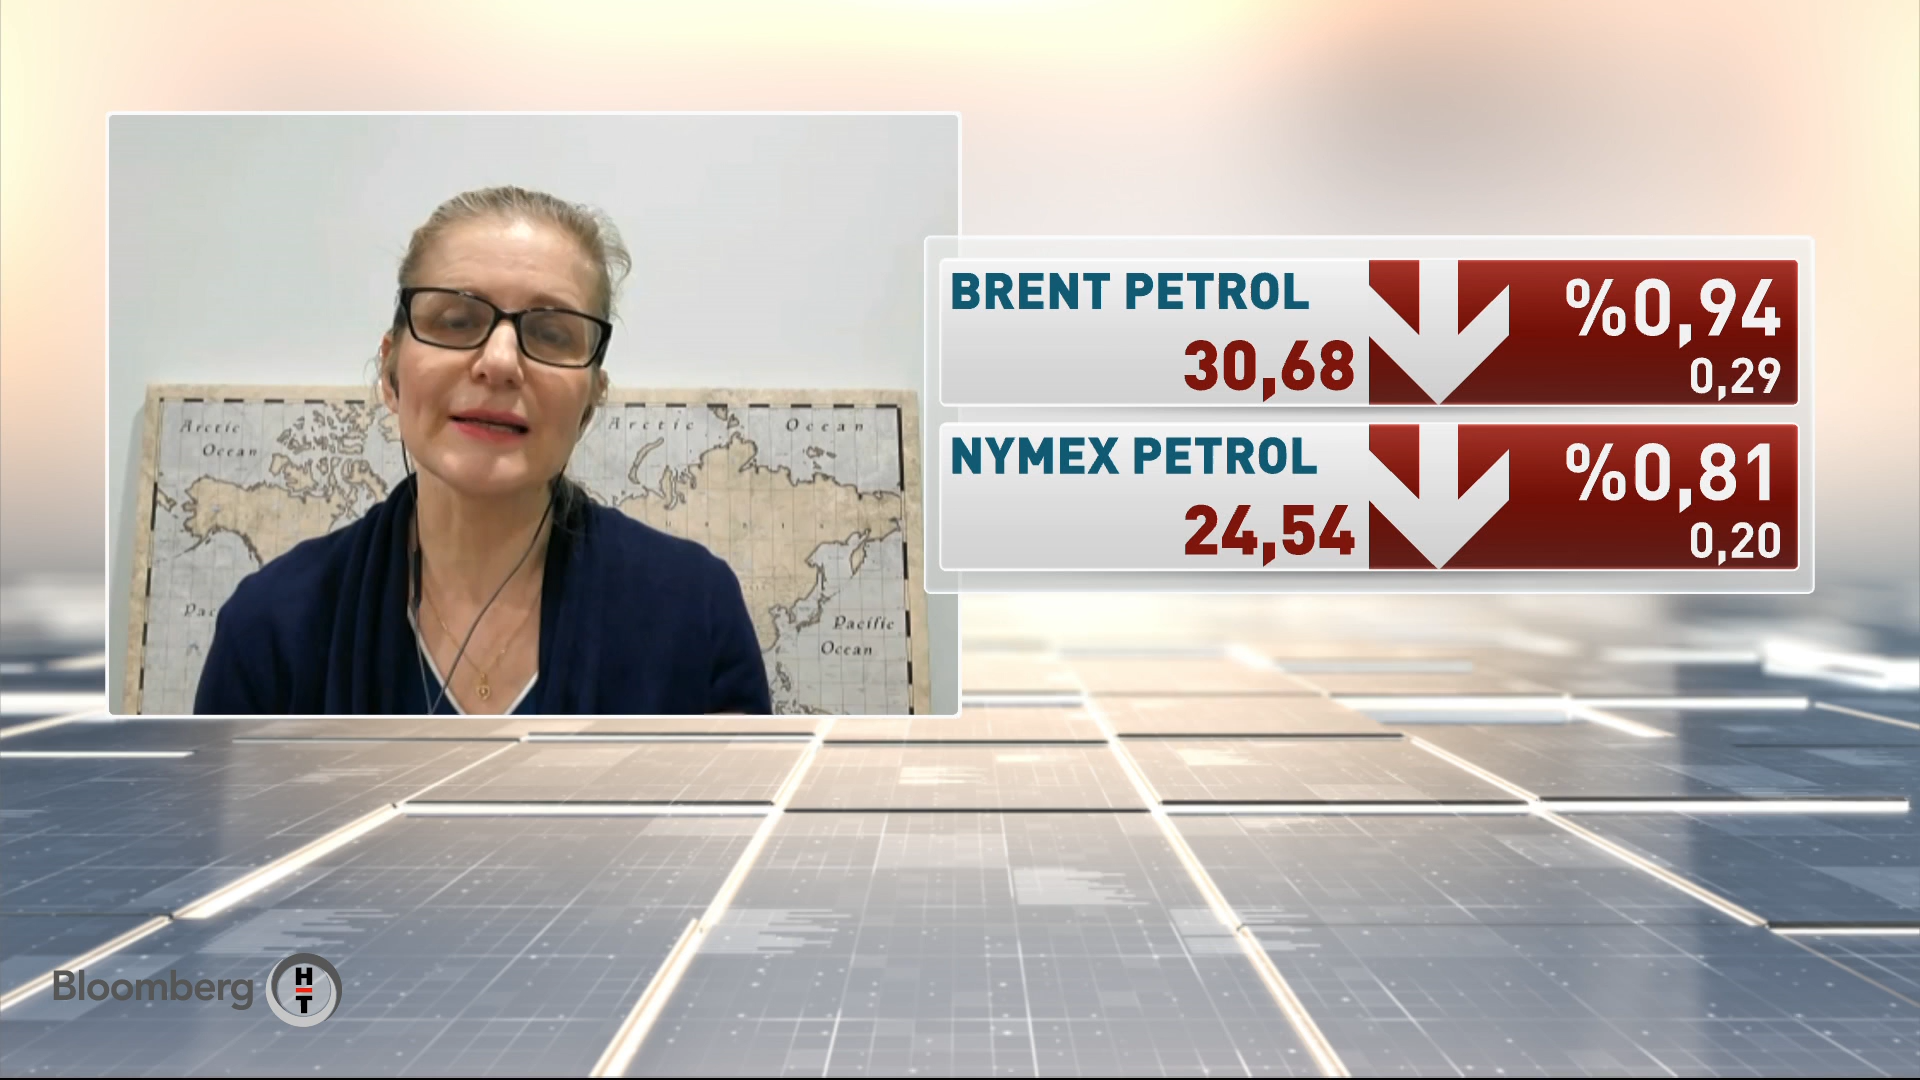 BRENT PETROL
30,68
%0,94
0,29
NYMEX PETROL
24,54
%0,81
0,20
Arctic
Ocean
Arctic
Ocean
Pacific
Ocean
Bloomberg HT